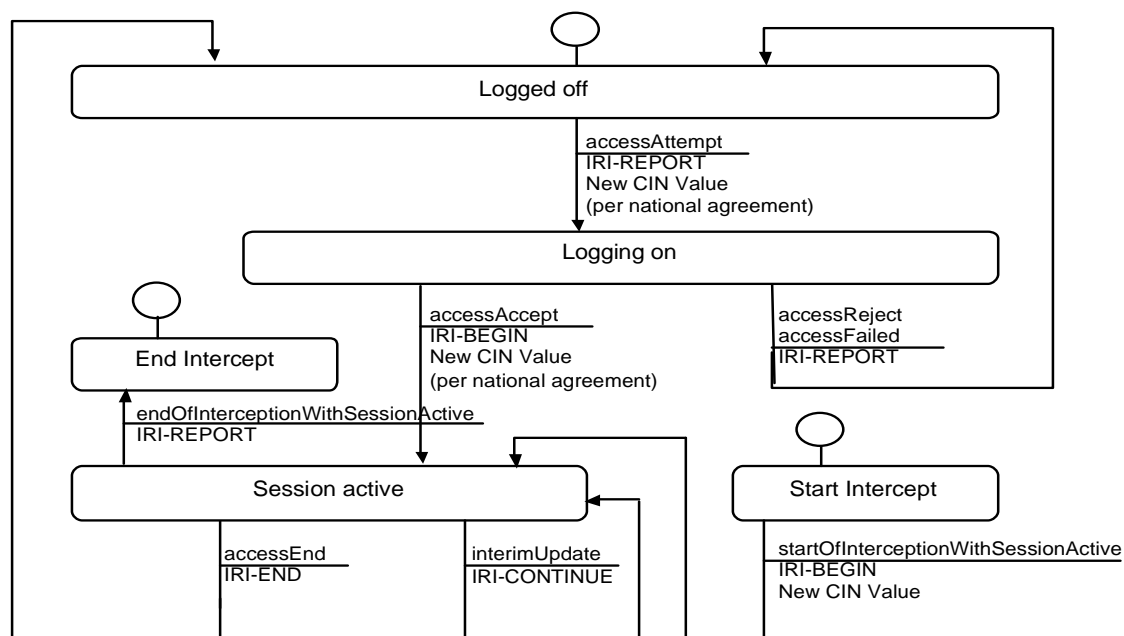 Logged off
accessAttempt
IRI-REPORT
New CIN Value
(per national agreement)
Logging on
accessAccept
IRI-BEGIN
New CIN Value
(per national agreement)
accessReject
accessFailed
IRI-REPORT
End Intercept
endOfInterceptionWithSessionActive
IRI-REPORT
Session active
Start Intercept
accessEnd
IRI-END
interimUpdate
IRI-CONTINUE
startOfInterceptionWithSessionActive
IRI-BEGIN
New CIN Value